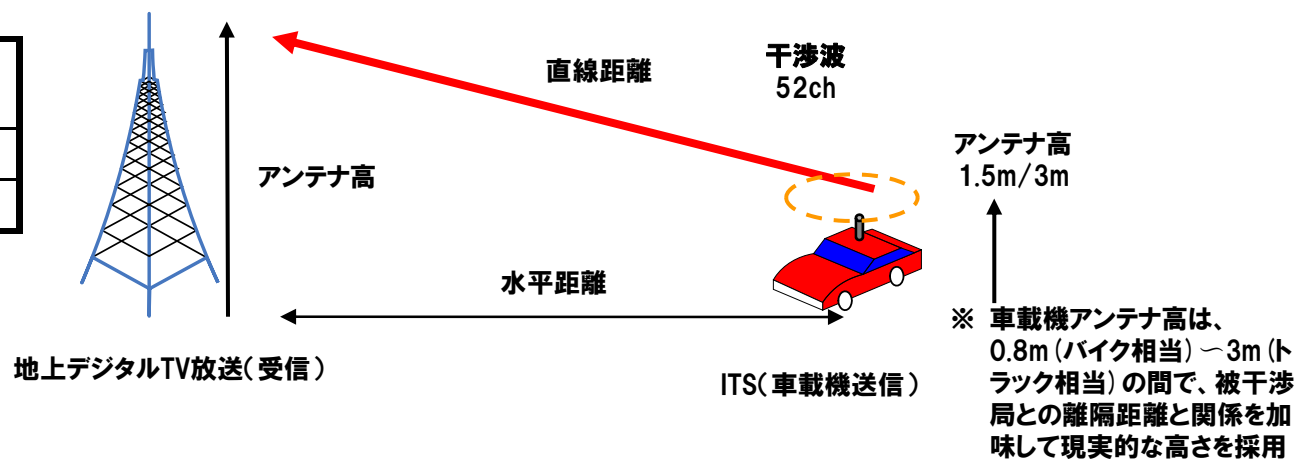 直線距離
干渉波
52ch
アンテナ高
アンテナ高
1.5m/3m
水平距離
地上デジタルTV放送(受信)
ITS(車載機送信)
※ 車載機アンテナ高は、
0.8m(バイク相当)~3m(ト
ラック相当)の間で、被干渉
局との離隔距離と関係を加
味して現実的な高さを採用